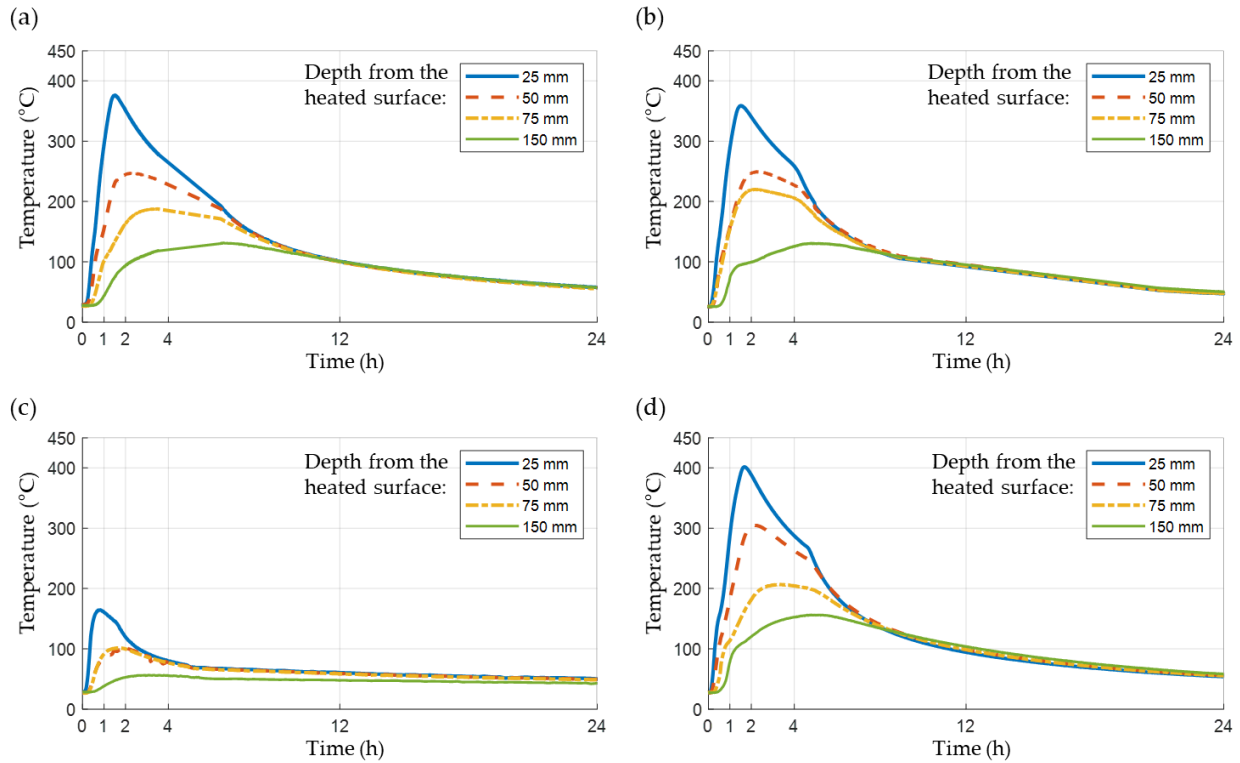 (a)
Temperature (°C)
450
400
300
200
100
0
0 1 2 4 12 24
Time (h)
Depth from the
heated surface:
25 mm
50 mm
75 mm
150 mm
(b)
Temperature (°C)
450
400
300
200
100
0
0 1 2 4 12 24
Time (h)
Depth from the
heated surface:
25 mm
50 mm
75 mm
150 mm
(c)
Temperature (°C)
450
400
300
200
100
0
0 1 2 4 12 24
Time (h)
Depth from the
heated surface:
25 mm
50 mm
75 mm
150 mm
(d)
Temperature (°C)
450
400
300
200
100
0
0 1 2 4 12 24
Time (h)
Depth from the
heated surface:
25 mm
50 mm
75 mm
150 mm